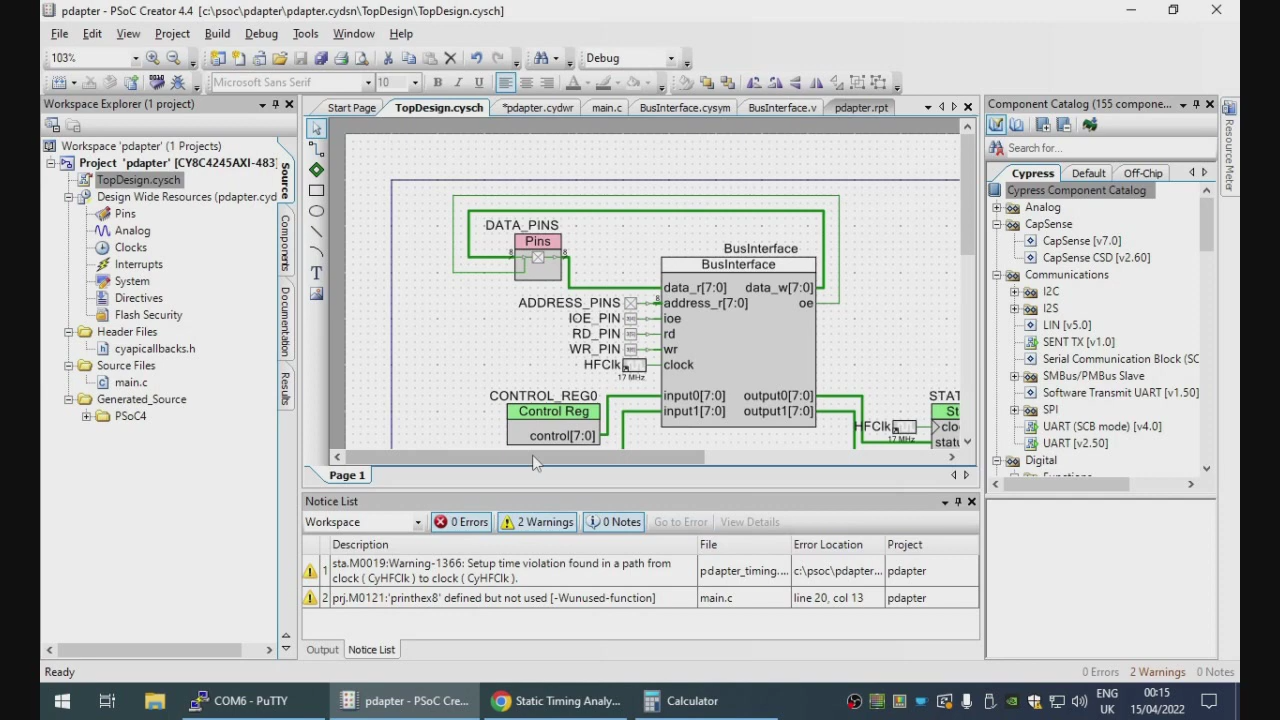 pdapter - PSoC Creator 4.4 [c:\psoc\pdapter\pdapter.cydsn\TopDesign\TopDesign.cysch]
File Edit View Project Build Debug Tools Window Help
103% Debug
Microsoft Sans Serif 10 B I U A
Workspace Explorer (1 project)
Workspace 'pdapter' (1 Projects)
Project 'pdapter' [CY8C4245AXI-483]
TopDesign.cysch
Design Wide Resources (pdapter.cyd
Pins
Analog
Clocks
Interrupts
System
Directives
Flash Security
Header Files
cyapicallbacks.h
Source Files
main.c
Generated_Source
PSoC4
Source
Components
Documentation
Results
Start Page TopDesign.cysch *pdapter.cydwr main.c BusInterface.cysym BusInterface.v pdapter.rpt
DATA_PINS
Pins
8 8
BusInterface
BusInterface
data_r[7:0] data_w[7:0]
ADDRESS_PINS 8 address_r[7:0] oe
IOE_PIN ioe
RD_PIN rd
WR_PIN wr
HFClk clock
17 MHz
CONTROL_REG0 input0[7:0] output0[7:0] STAT
Control Reg input1[7:0] output1[7:0] St
HFClk cloc
control[7:0] 17 MHz statu
Page 1
Notice List
Workspace 0 Errors 2 Warnings 0 Notes Go to Error View Details
Description File Error Location Project
1 sta.M0019:Warning-1366: Setup time violation found in a path from clock ( CyHFClk ) to clock ( CyHFClk ). pdapter_timing.... c:\psoc\pdapter... pdapter
2 prj.M0121:'printhex8' defined but not used [-Wunused-function] main.c line 20, col 13 pdapter
Output Notice List
Component Catalog (155 compone...
Search for...
Cypress Default Off-Chip
Cypress Component Catalog
Analog
CapSense
CapSense [v7.0]
CapSense CSD [v2.60]
Communications
I2C
I2S
LIN [v5.0]
SENT TX [v1.0]
Serial Communication Block (SC
SMBus/PMBus Slave
Software Transmit UART [v1.50]
SPI
UART (SCB mode) [v4.0]
UART [v2.50]
Digital
Functions
Resource Meter
Ready 0 Errors 2 Warnings 0 Notes
COM6 - PuTTY pdapter - PSoC Cre... Static Timing Analy... Calculator
ENG
UK
00:15
15/04/2022